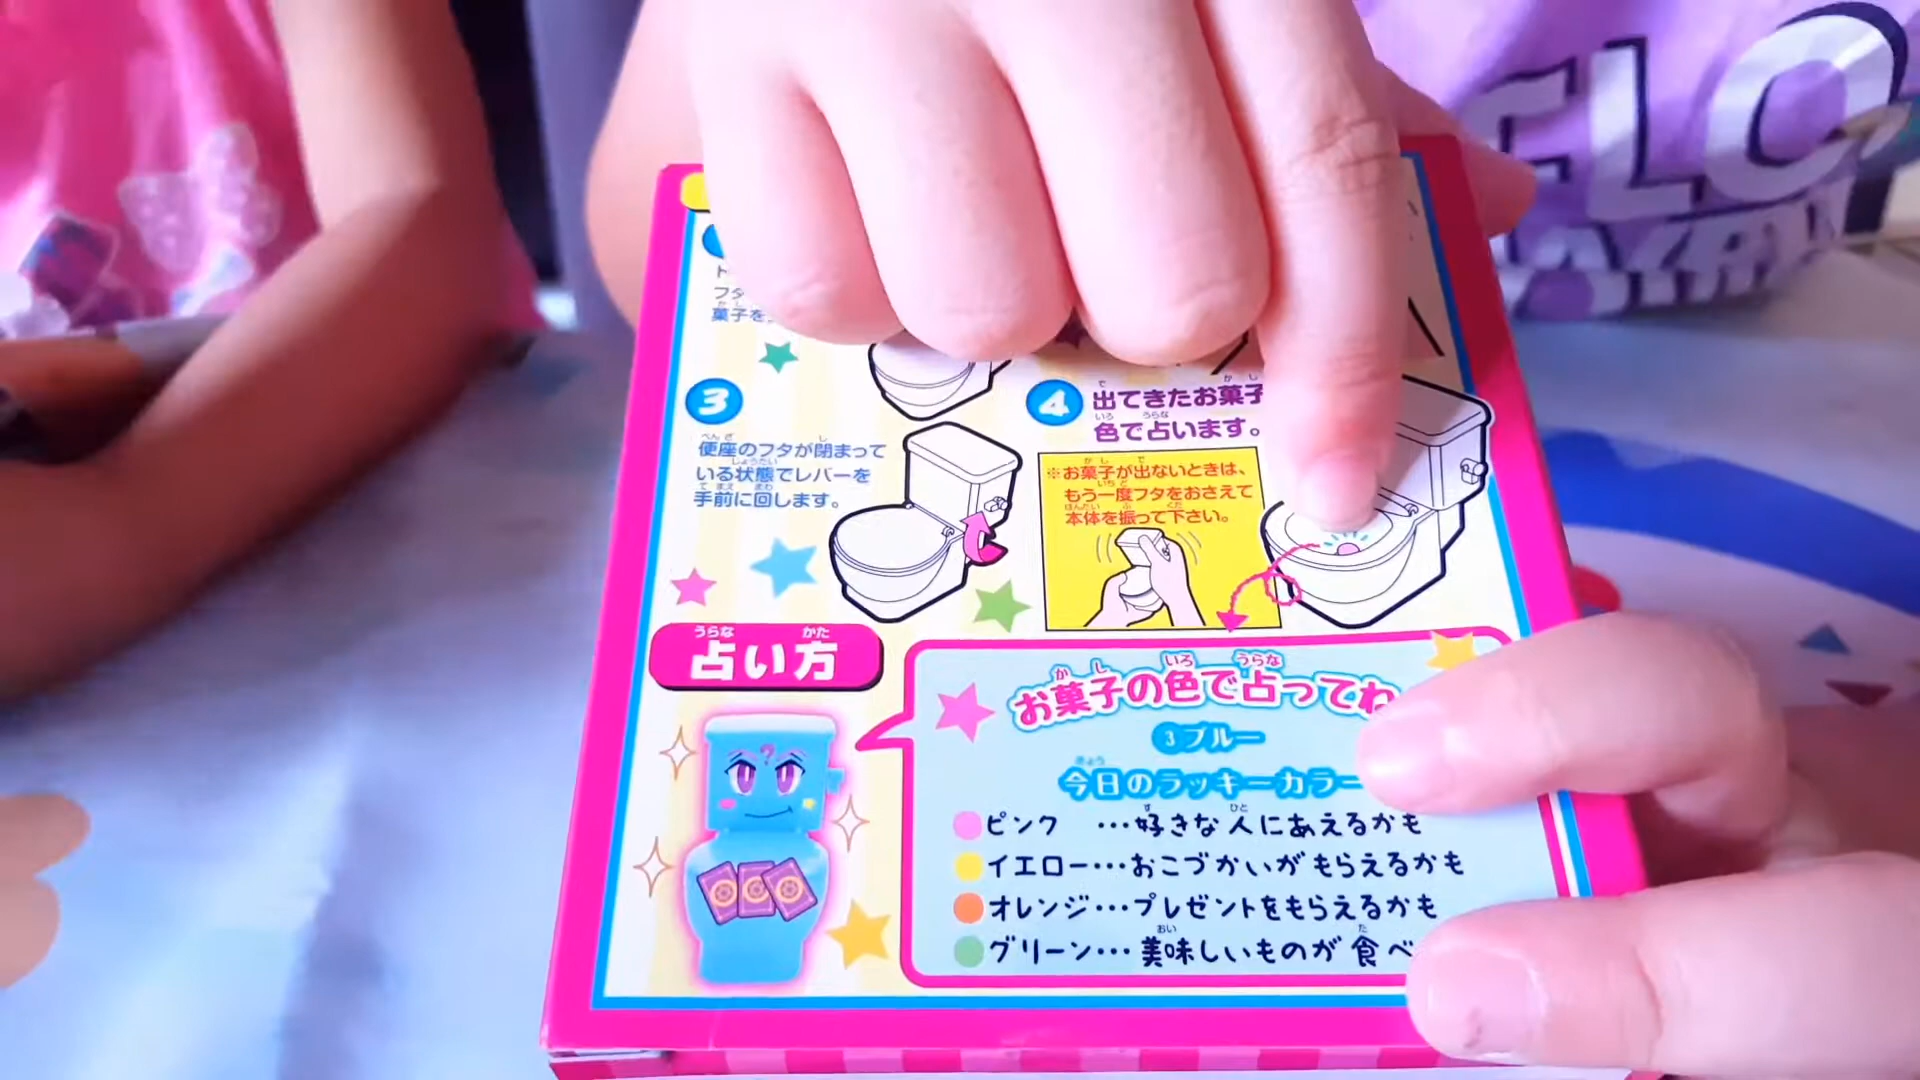 ELO
菓子を
3
便座のフタが閉まって
いる状態でレバーを
手前に回します。
4
出てきたお菓子
色で占います。
※お菓子が出ないときは、
もう一度フタをおさえて
本体を振って下さい。
占い方
お菓子の色で占ってね
3ブルー
今日のラッキーカラー
ピンク …好きな人にあえるかも
イエロー…おこづかいがもらえるかも
オレンジ…プレゼントをもらえるかも
グリーン…美味しいものが食べ